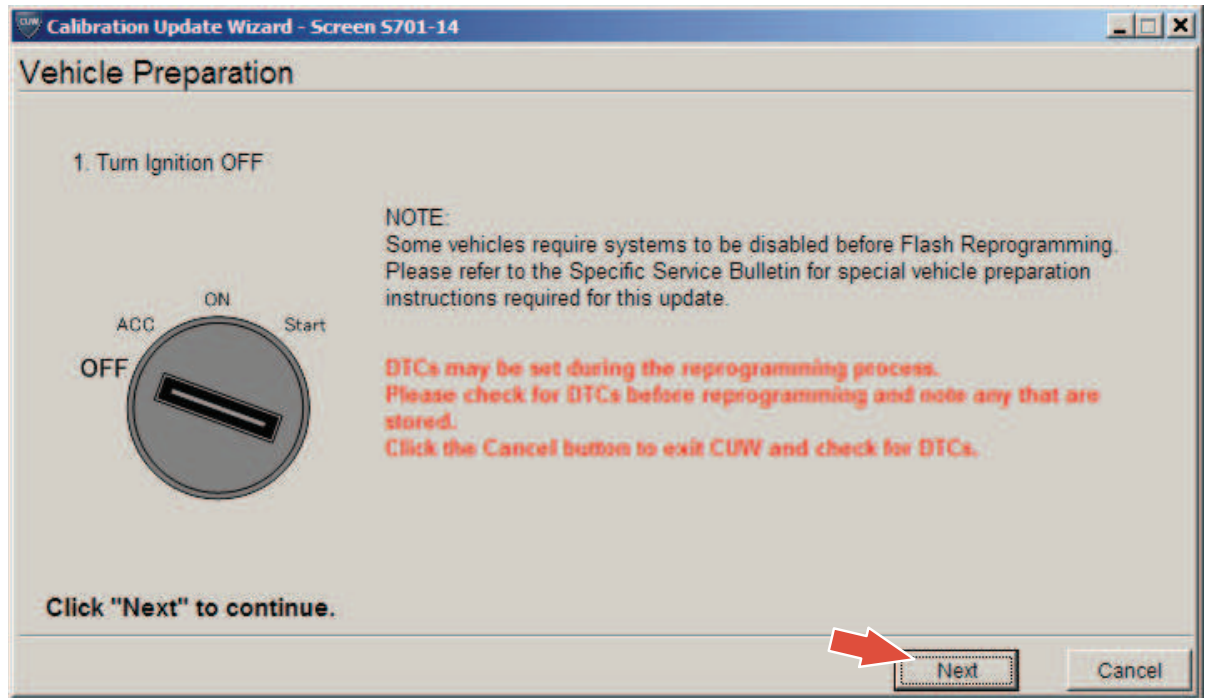 CUW
Calibration Update Wizard - Screen S701-14
Vehicle Preparation
1. Turn Ignition OFF
NOTE:
Some vehicles require systems to be disabled before Flash Reprogramming.
Please refer to the Specific Service Bulletin for special vehicle preparation
instructions required for this update.
ON
ACC
Start
OFF
DTCs may be set during the reprogramming process.
Please check for DTCs before reprogramming and note any that are
stored.
Click the Cancel button to exit CUW and check for DTCs.
Click "Next" to continue.
Next
Cancel